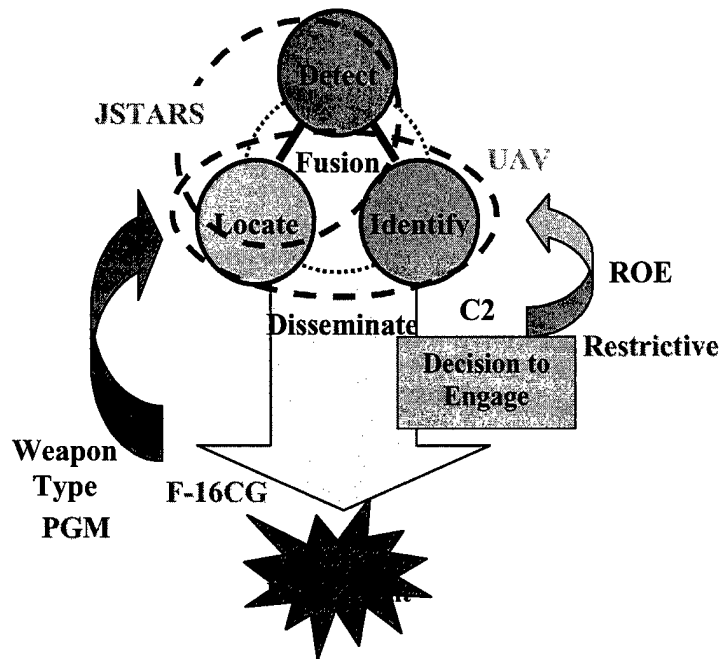 Detect
JSTARS
Fusion
UAV
Locate
Identify
ROE
C2
Disseminate
Restrictive
Decision to
Engage
Weapon
Type
F-16CG
PGM